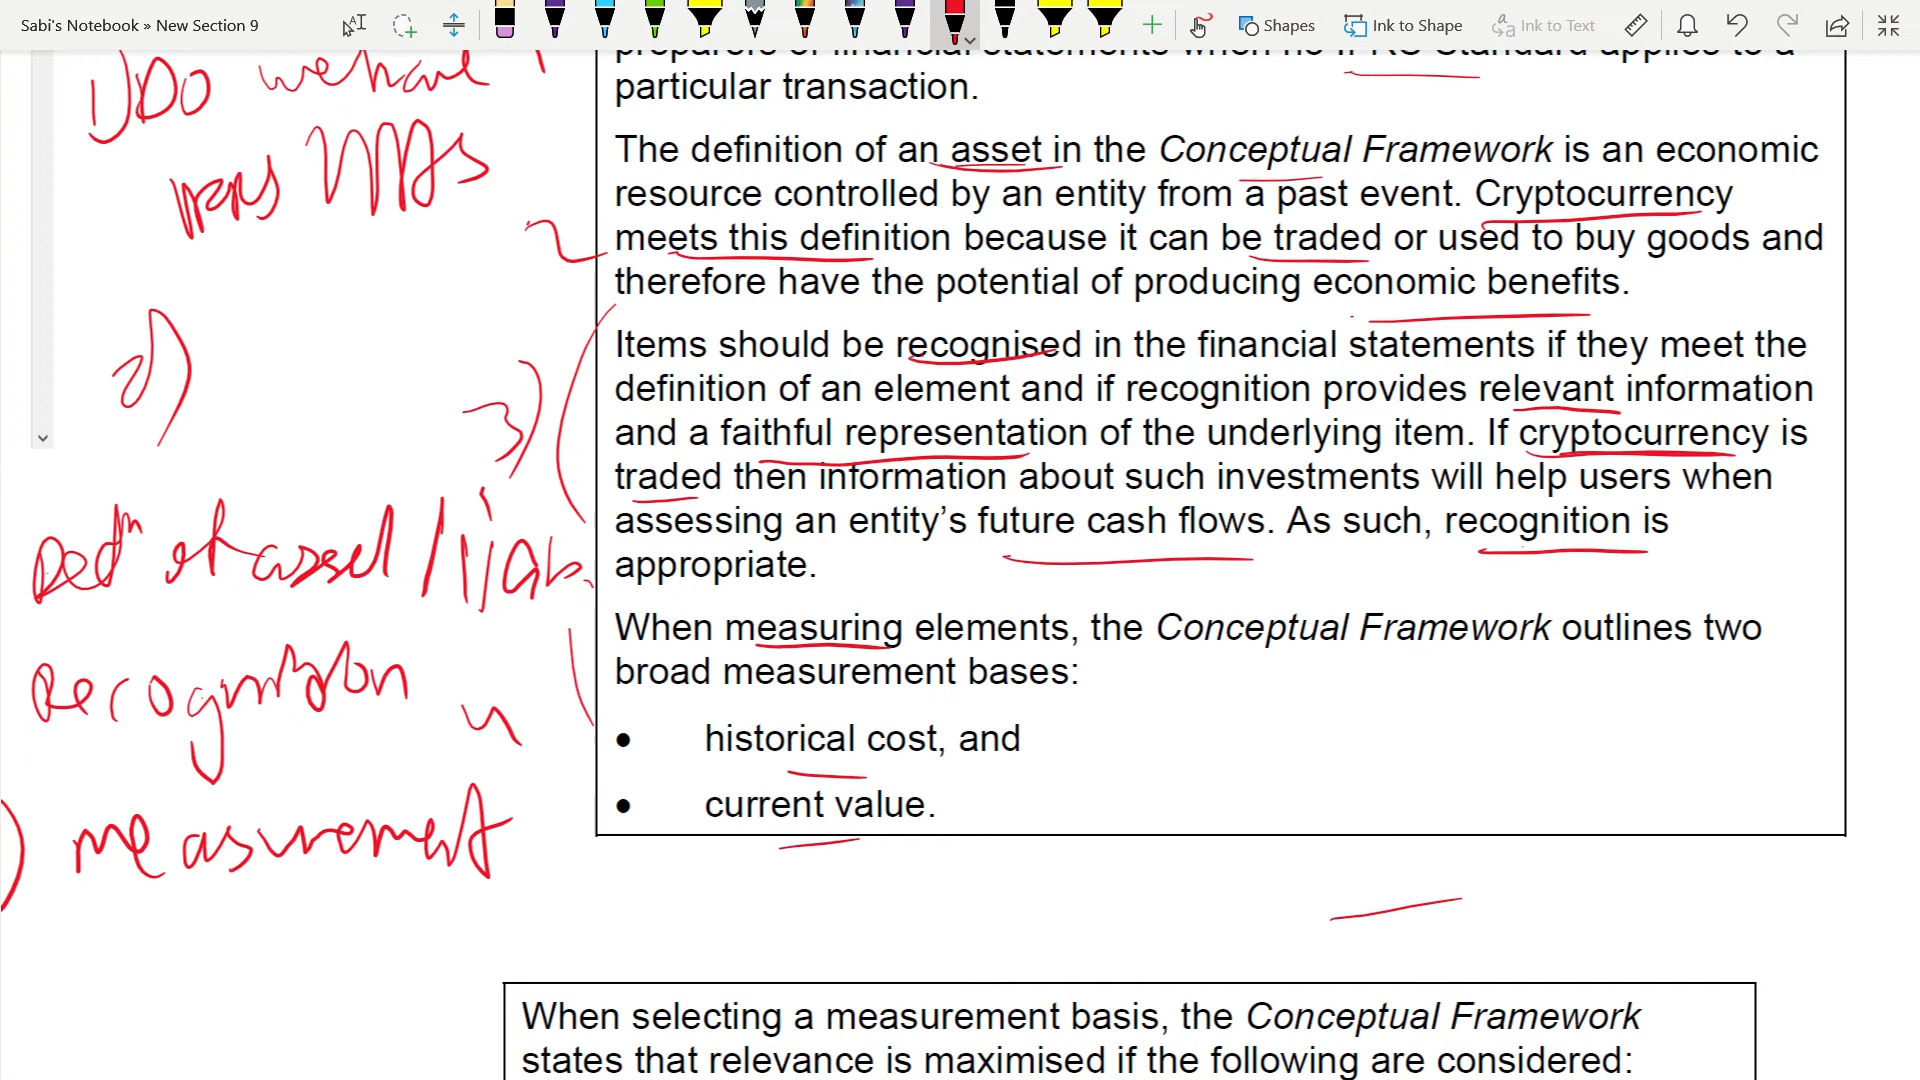 Sabi's Notebook » New Section 9
Shapes
Ink to Shape
Ink to Text
particular transaction.
The definition of an asset in the Conceptual Framework is an economic
resource controlled by an entity from a past event. Cryptocurrency
meets this definition because it can be traded or used to buy goods and
therefore have the potential of producing economic benefits.
Items should be recognised in the financial statements if they meet the
definition of an element and if recognition provides relevant information
and a faithful representation of the underlying item. If cryptocurrency is
traded then information about such investments will help users when
assessing an entity's future cash flows. As such, recognition is
appropriate.
When measuring elements, the Conceptual Framework outlines two
broad measurement bases:
• historical cost, and
• current value.
When selecting a measurement basis, the Conceptual Framework
states that relevance is maximised if the following are considered:
1) Do we have
2
d)
3)
of asset / liab
Recognition
measurement